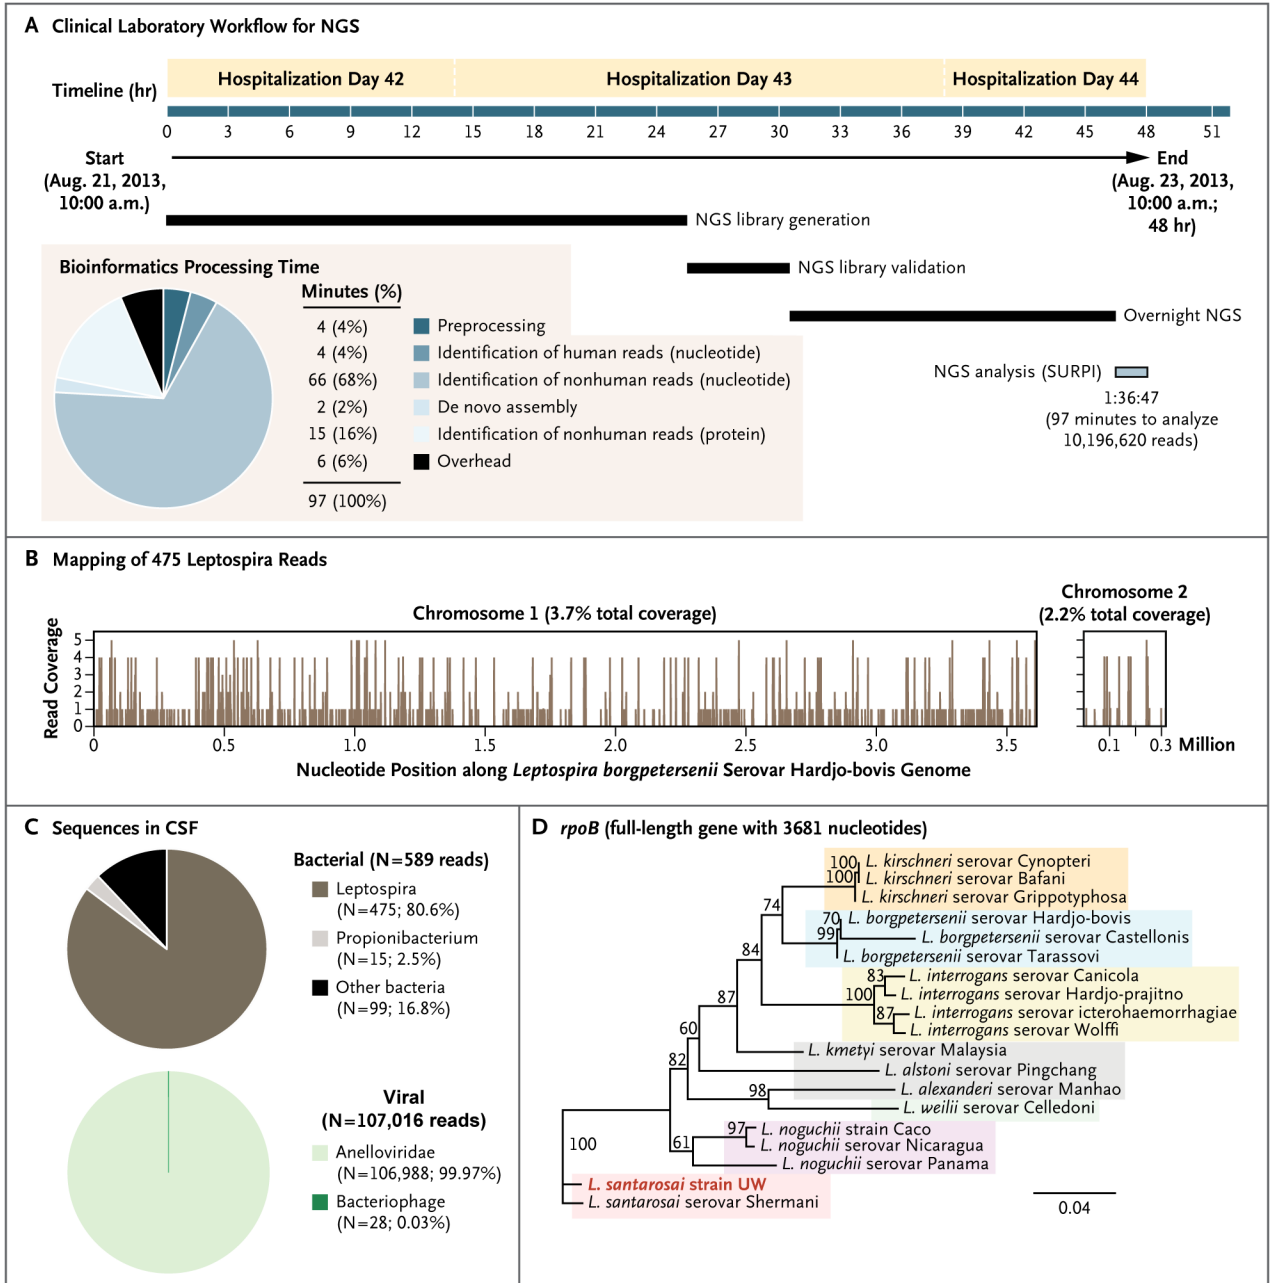 A Clinical Laboratory Workflow for NGS
Hospitalization Day 42
Hospitalization Day 43
Hospitalization Day 44
Timeline (hr)
0 3 6 9 12 15 18 21 24 27 30 33 36 39 42 45 48 51
Start
(Aug. 21, 2013,
10:00 a.m.)
End
(Aug. 23, 2013,
10:00 a.m.;
48 hr)
NGS library generation
NGS library validation
Overnight NGS
NGS analysis (SURPI)
1:36:47
(97 minutes to analyze
10,196,620 reads)
Bioinformatics Processing Time
Minutes (%)
4 (4%) Preprocessing
4 (4%) Identification of human reads (nucleotide)
66 (68%) Identification of nonhuman reads (nucleotide)
2 (2%) De novo assembly
15 (16%) Identification of nonhuman reads (protein)
6 (6%) Overhead
97 (100%)
B Mapping of 475 Leptospira Reads
Chromosome 1 (3.7% total coverage)
Chromosome 2
(2.2% total coverage)
Read Coverage
5
4
3
2
1
0
0 0.5 1.0 1.5 2.0 2.5 3.0 3.5
0.1 0.3 Million
Nucleotide Position along Leptospira borgpetersenii Serovar Hardjo-bovis Genome
C Sequences in CSF
Bacterial (N=589 reads)
Leptospira
(N=475; 80.6%)
Propionibacterium
(N=15; 2.5%)
Other bacteria
(N=99; 16.8%)
Viral
(N=107,016 reads)
Anelloviridae
(N=106,988; 99.97%)
Bacteriophage
(N=28; 0.03%)
D rpoB (full-length gene with 3681 nucleotides)
100 L. kirschneri serovar Cynopteri
100 L. kirschneri serovar Bafani
L. kirschneri serovar Grippotyphosa
74
70 L. borgpetersenii serovar Hardjo-bovis
99 L. borgpetersenii serovar Castellonis
84
L. borgpetersenii serovar Tarassovi
83 L. interrogans serovar Canicola
100 L. interrogans serovar Hardjo-prajitno
87
87 L. interrogans serovar icterohaemorrhagiae
L. interrogans serovar Wolffi
60
L. kmetyi serovar Malaysia
82
L. alstoni serovar Pingchang
98 L. alexanderi serovar Manhao
L. weilii serovar Celledoni
97 L. noguchii strain Caco
61 L. noguchii serovar Nicaragua
100
L. noguchii serovar Panama
L. santarosai strain UW
L. santarosai serovar Shermani
0.04